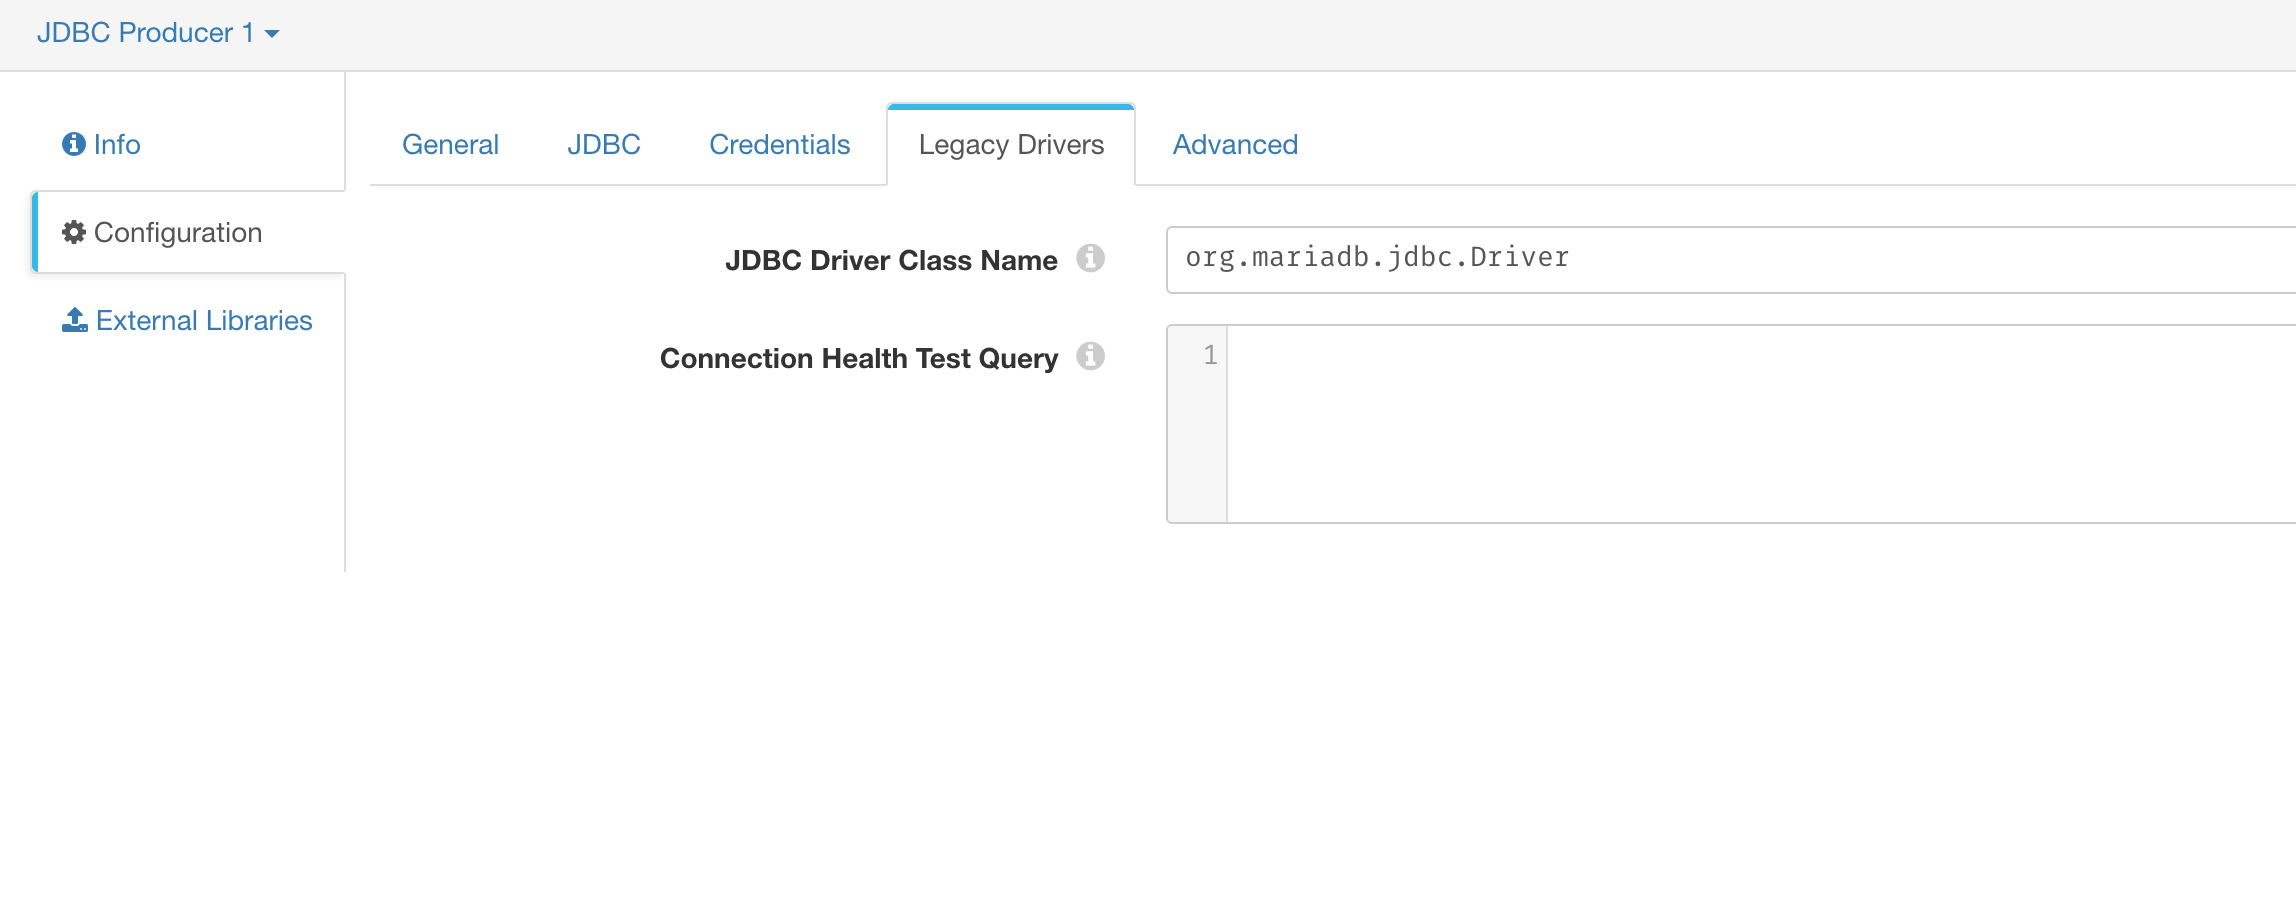 JDBC Producer 1
Info
Configuration
External Libraries
General JDBC Credentials Legacy Drivers Advanced
JDBC Driver Class Name org.mariadb.jdbc.Driver
Connection Health Test Query 1